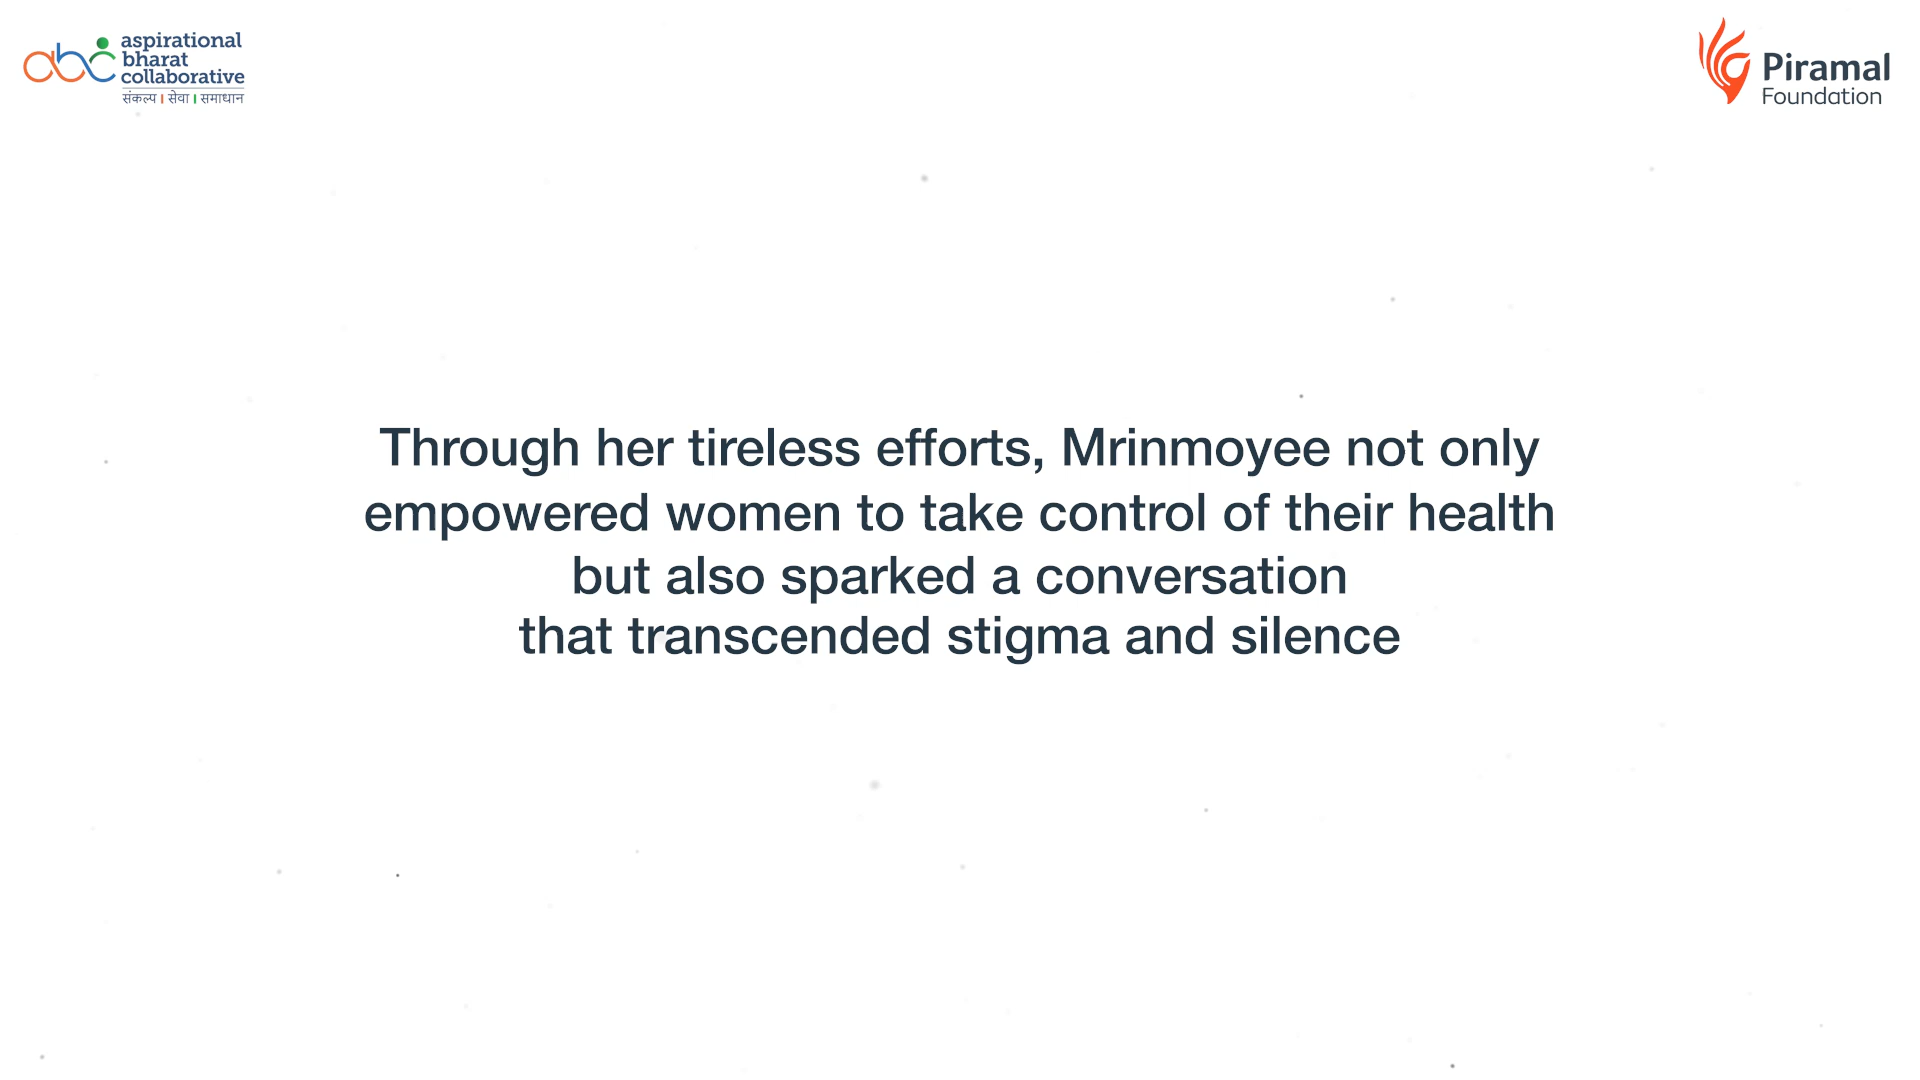 aspirational
bharat
collaborative
संकल्प | सेवा | समाधान
Piramal
Foundation
Through her tireless efforts, Mrinmoyee not only
empowered women to take control of their health
but also sparked a conversation
that transcended stigma and silence